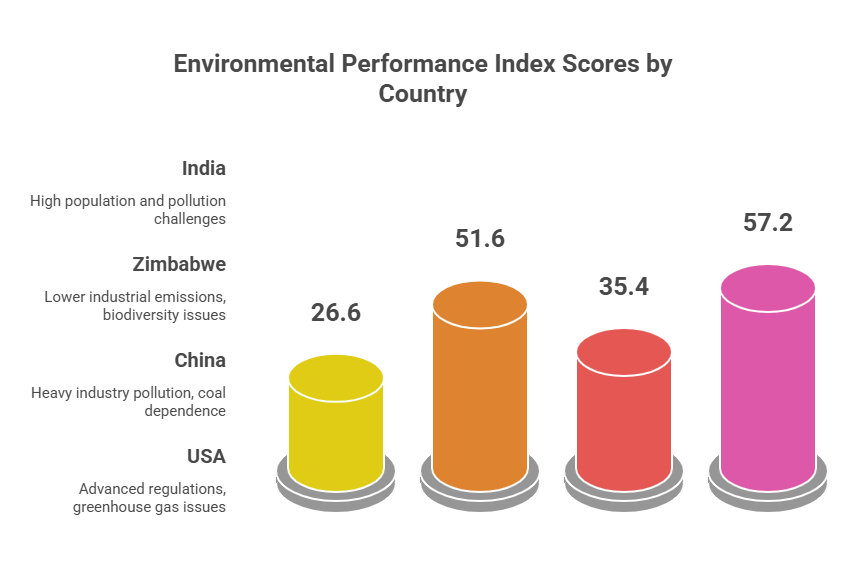 Environmental Performance Index Scores by
Country
India
High population and pollution
challenges
Zimbabwe
Lower industrial emissions,
biodiversity issues
China
Heavy industry pollution, coal
dependence
USA
Advanced regulations,
greenhouse gas issues
26.6
51.6
35.4
57.2